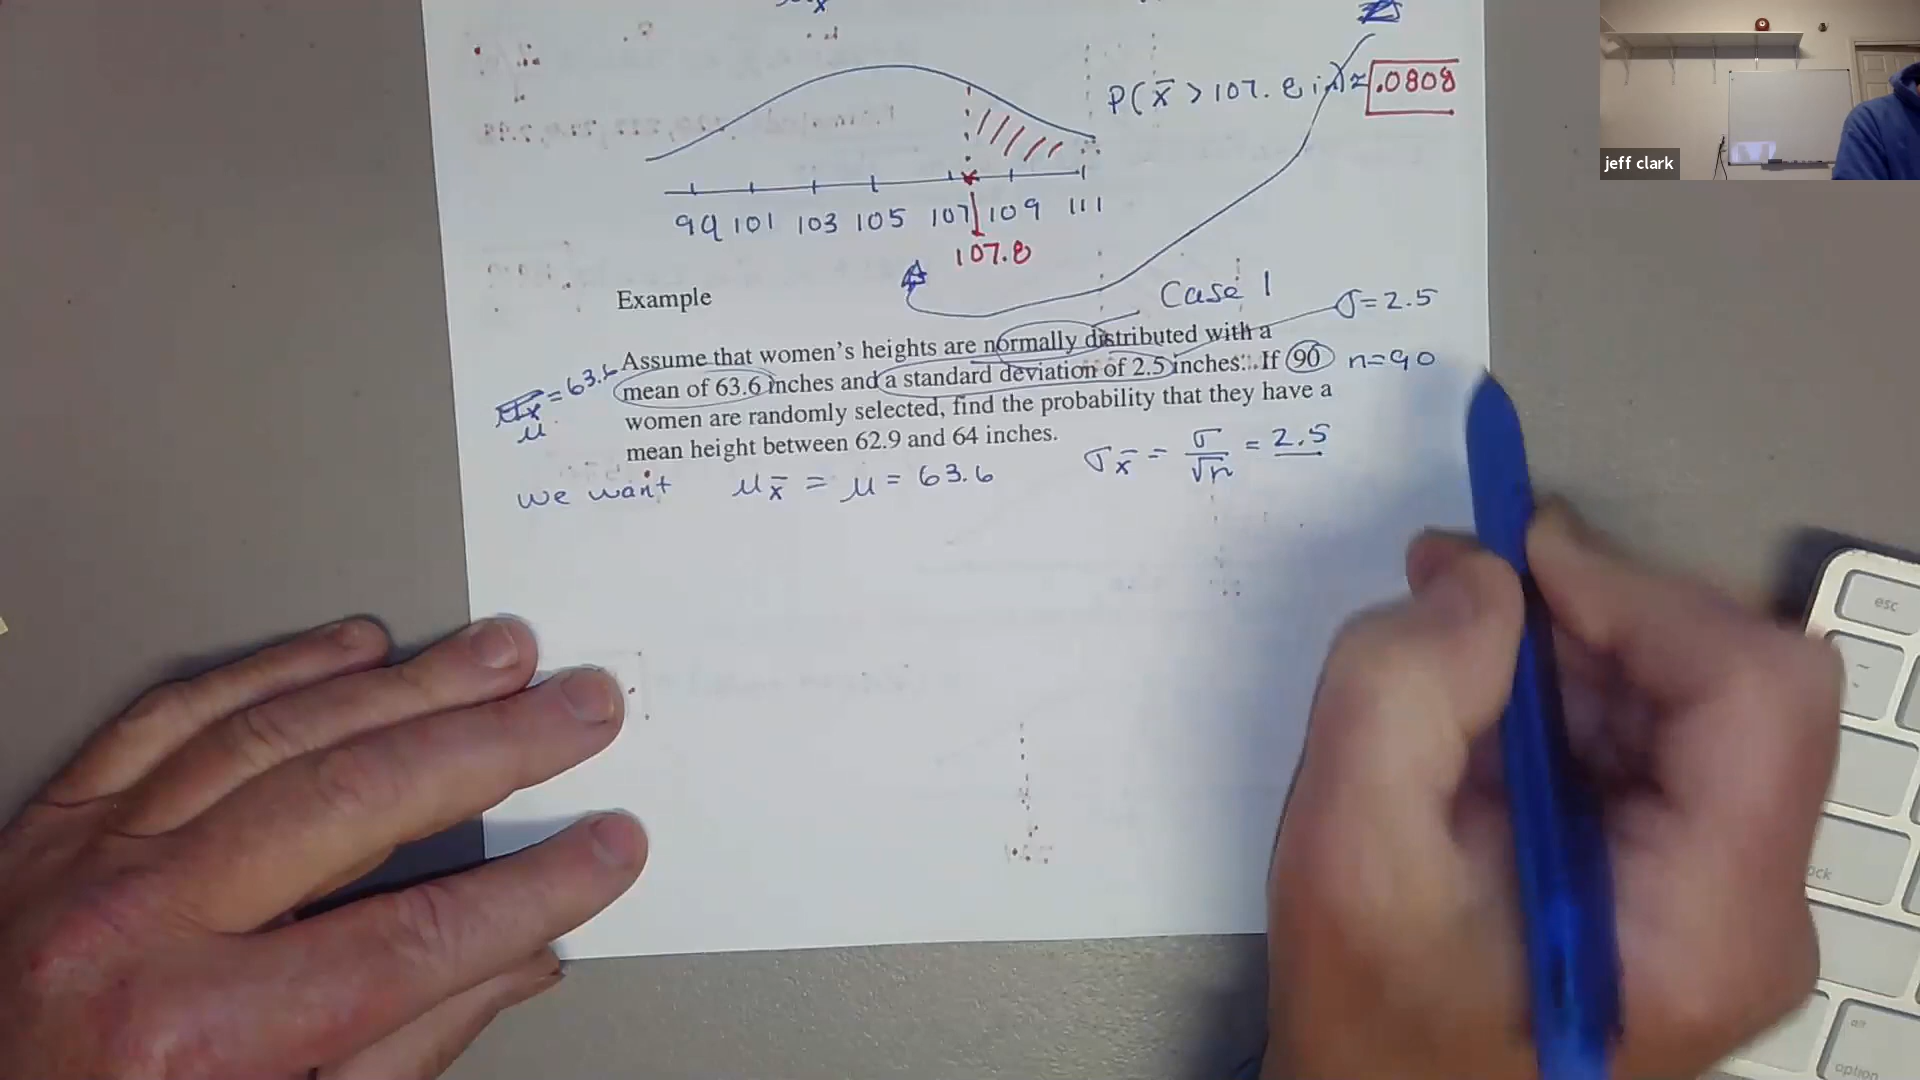 P(x̄ > 107.8 in) ≈ .0808
99 101 103 105 107 109 111
107.8
Example
Case 1
σ = 2.5
Assume that women's heights are normally distributed with a
mean of 63.6 inches and a standard deviation of 2.5 inches. If 90
n = 90
women are randomly selected, find the probability that they have a
mean height between 62.9 and 64 inches.
= 63.6
μ
we want μx̄ = μ = 63.6
σx̄ = σ/√n = 2.5
jeff clark
esc
alt
option